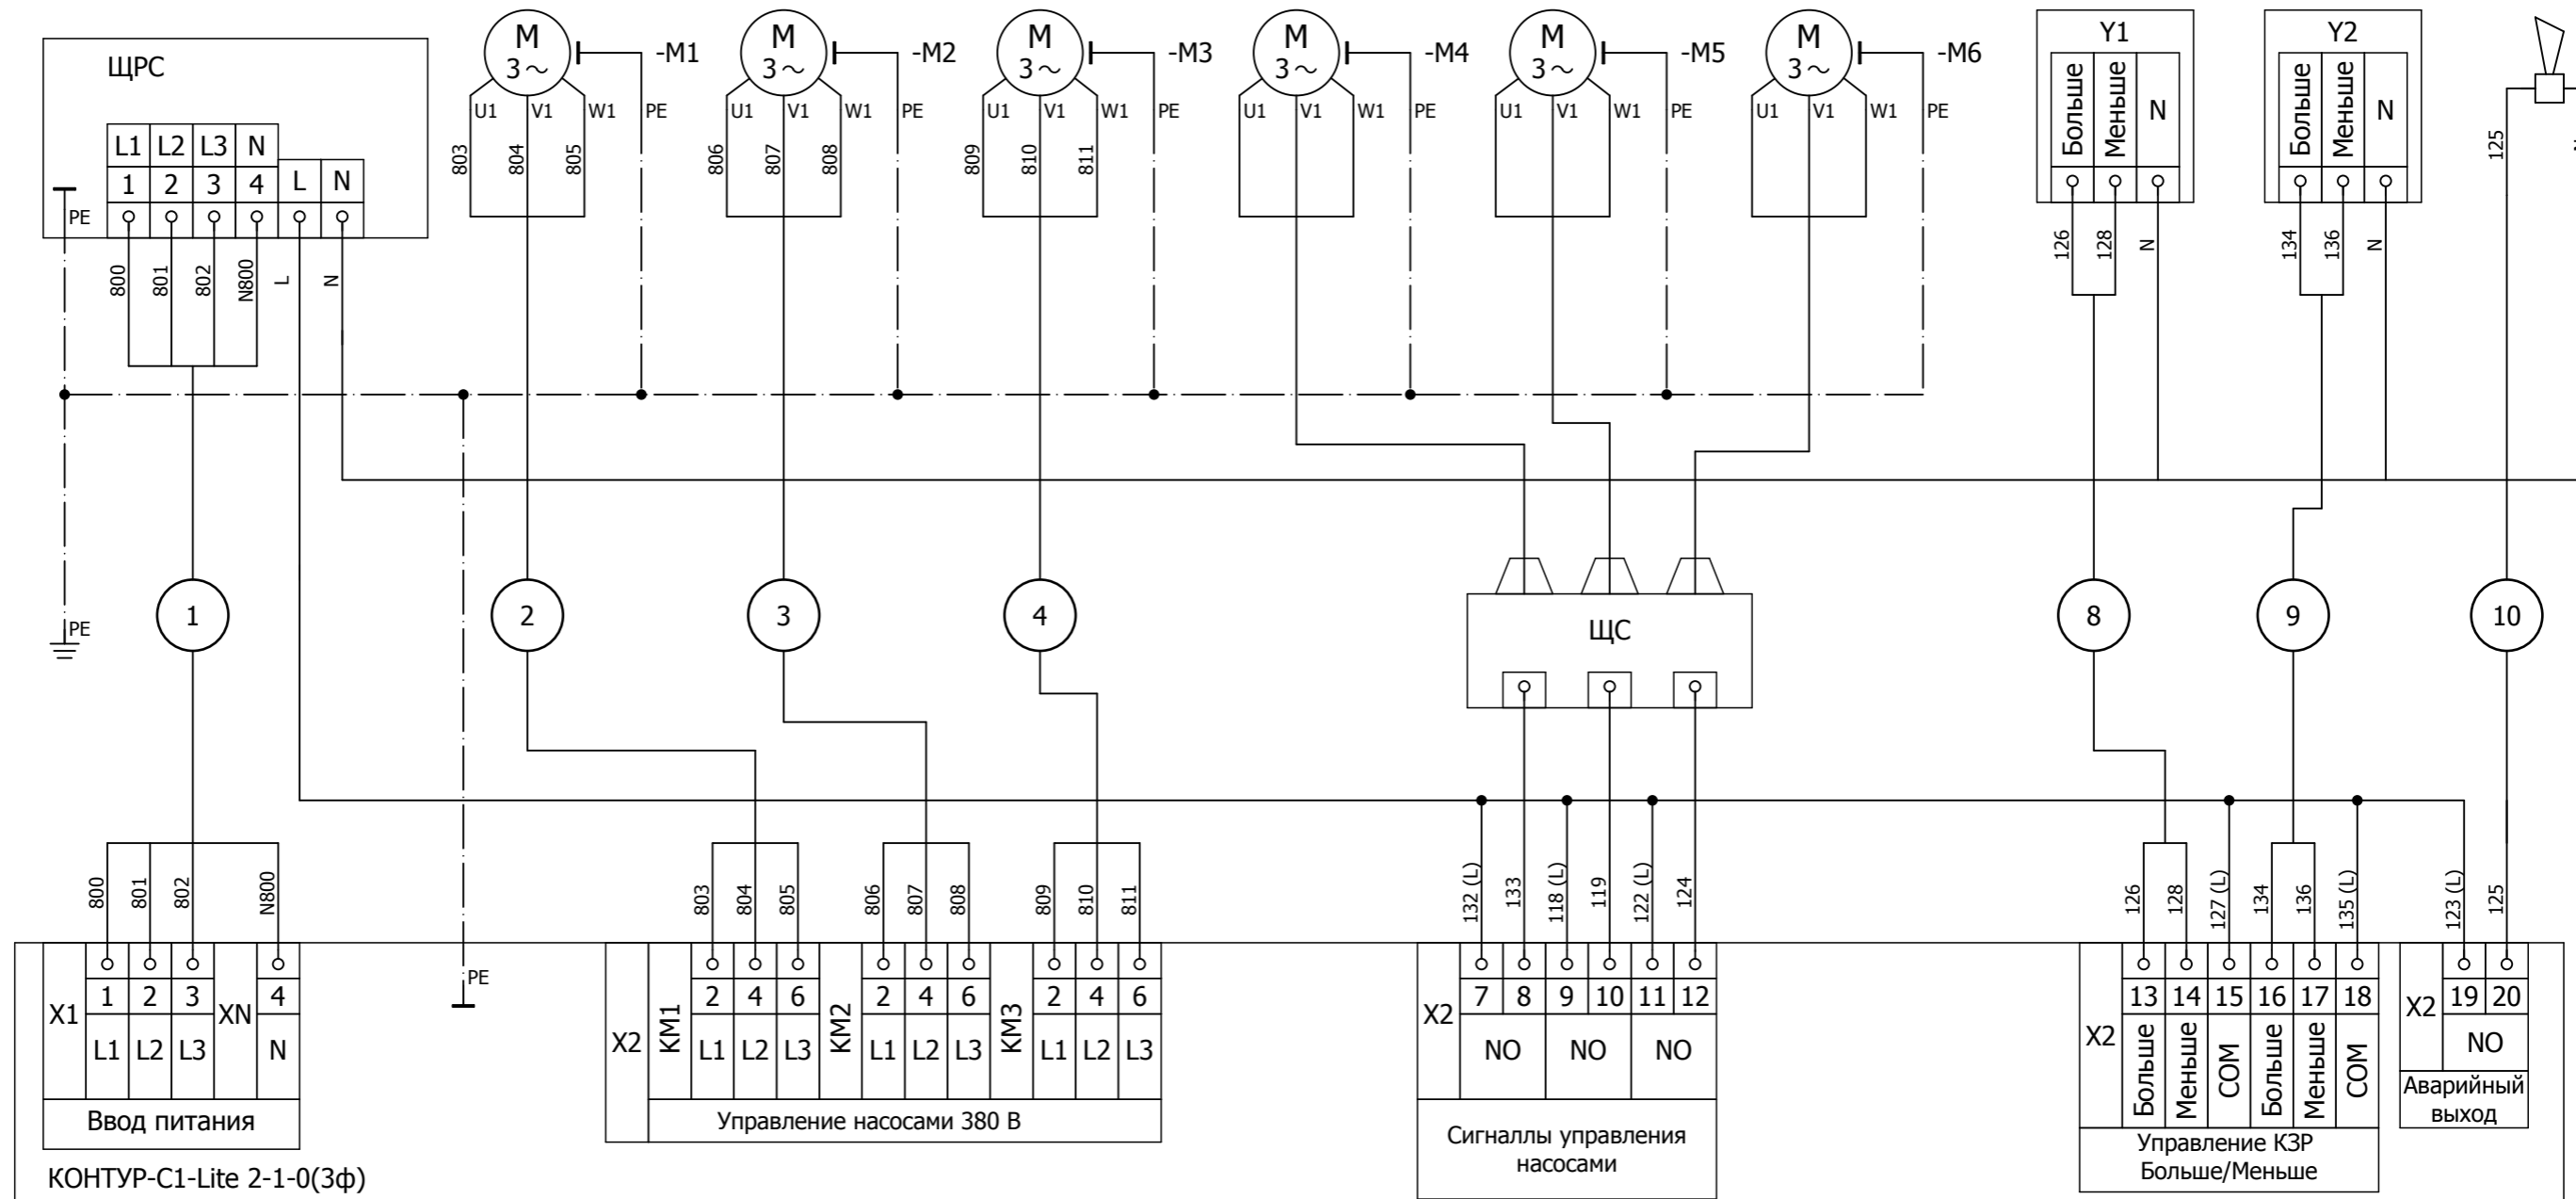 ЩРС
L1 L2 L3 N
1 2 3 4 L N
PE
800 801 802 N800 L N
M 3~ -M1
U1 V1 W1 PE
803 804 805
M 3~ -M2
U1 V1 W1 PE
806 807 808
M 3~ -M3
U1 V1 W1 PE
809 810 811
M 3~ -M4
U1 V1 W1 PE
M 3~ -M5
U1 V1 W1 PE
M 3~ -M6
U1 V1 W1 PE
Y1
Больше Меньше N
126 128 N
Y2
Больше Меньше N
134 136 N
125
PE
1 2 3 4 8 9 10
ЩС
800 801 802 N800
803 804 805 806 807 808 809 810 811
132 (L) 133 118 (L) 119 122 (L) 124
126 128 127 (L) 134 136 135 (L) 123 (L) 125
PE
X1 1 2 3 XN 4
L1 L2 L3 N
Ввод питания
X2 KM1 2 4 6 KM2 2 4 6 KM3 2 4 6
L1 L2 L3 L1 L2 L3 L1 L2 L3
Управление насосами 380 В
X2 7 8 9 10 11 12
NO NO NO
Сигналлы управления
насосами
X2 13 14 15 16 17 18
Больше Меньше COM Больше Меньше COM
Управление КЗР
Больше/Меньше
X2 19 20
NO
Аварийный
выход
КОНТУР-С1-Lite 2-1-0(3ф)